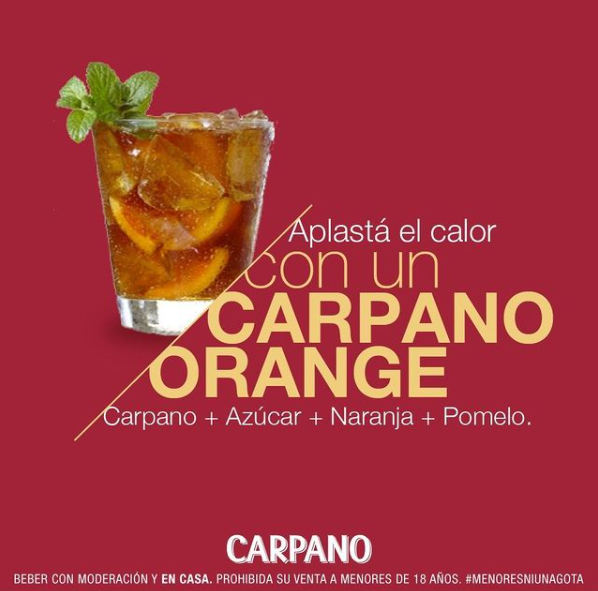 Aplastá el calor
con un
CARPANO
ORANGE
Carpano + Azúcar + Naranja + Pomelo.
CARPANO
BEBER CON MODERACIÓN Y EN CASA. PROHIBIDA SU VENTA A MENORES DE 18 AÑOS. #MENORESNIUNAGOTA